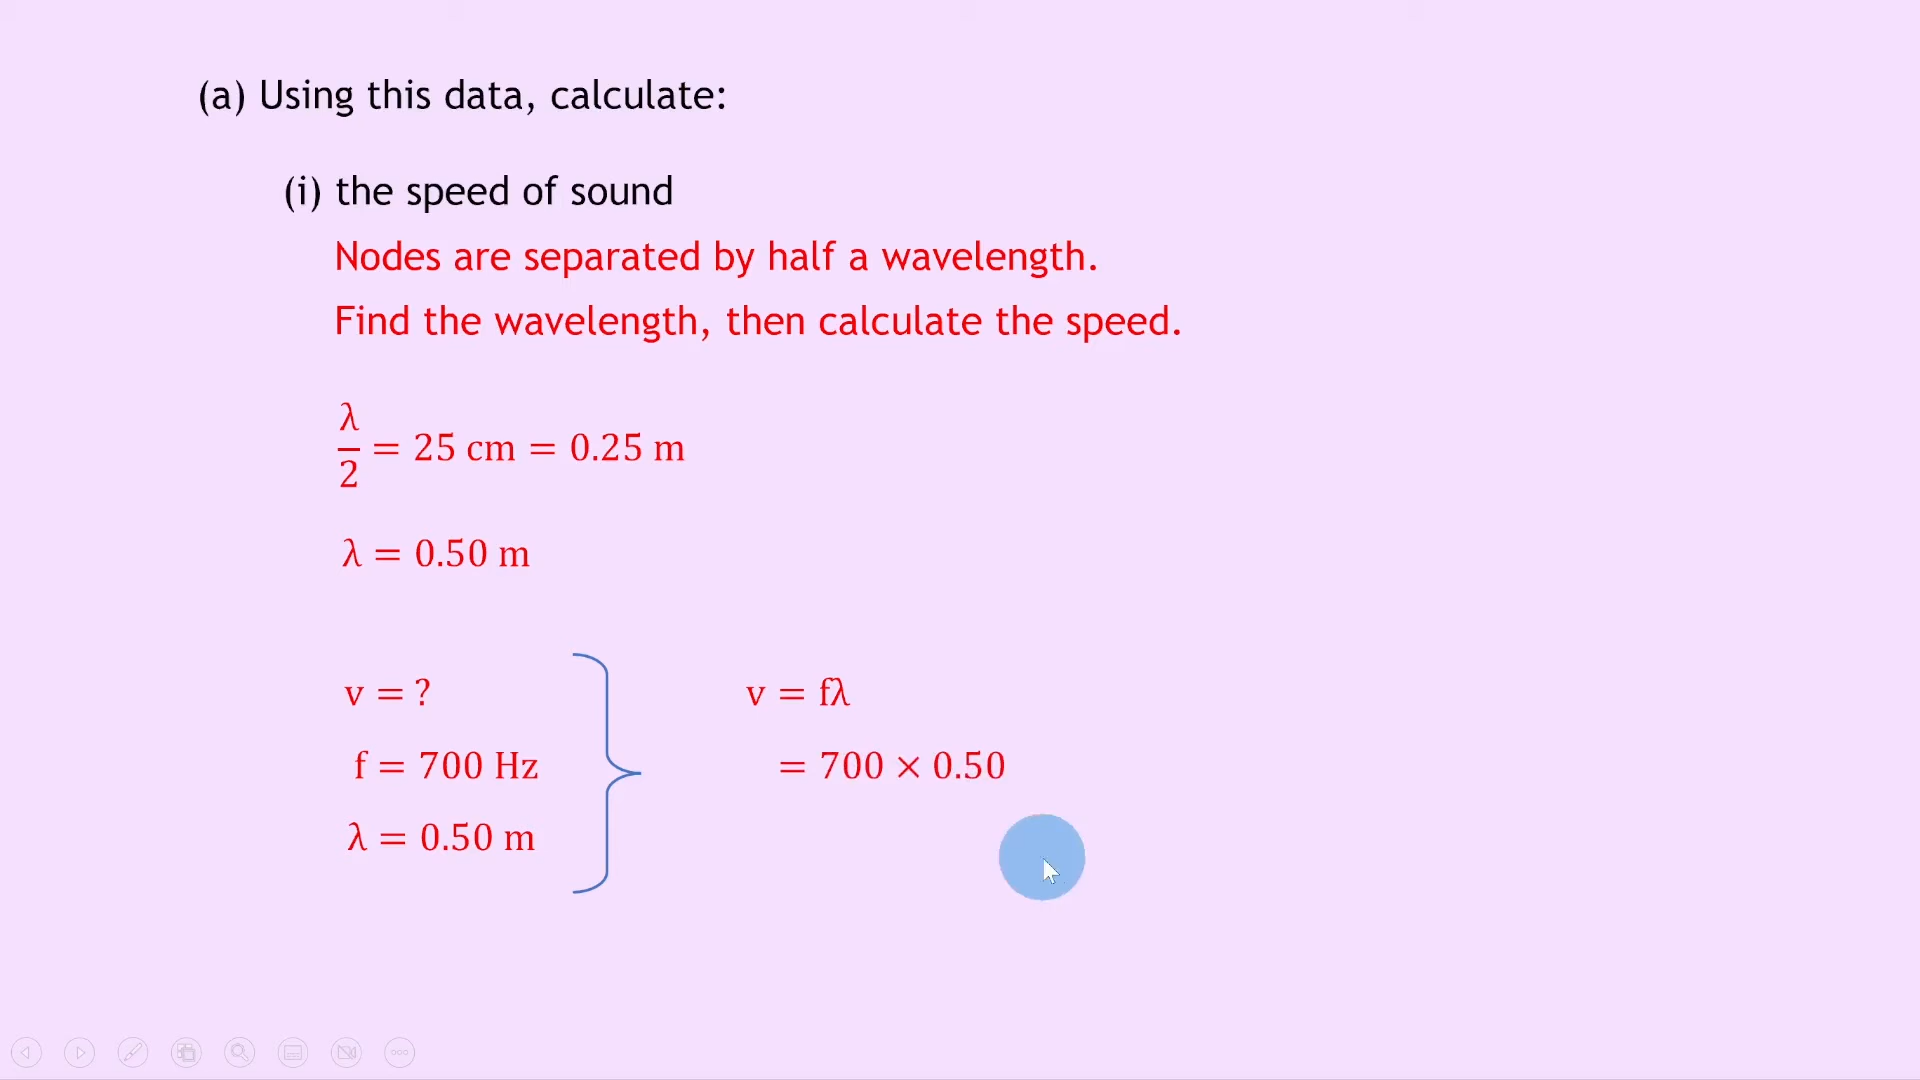 (a) Using this data, calculate:
(i) the speed of sound
Nodes are separated by half a wavelength.
Find the wavelength, then calculate the speed.
λ/2 = 25 cm = 0.25 m
λ = 0.50 m
v = ?
f = 700 Hz
λ = 0.50 m
v = fλ
= 700 × 0.50